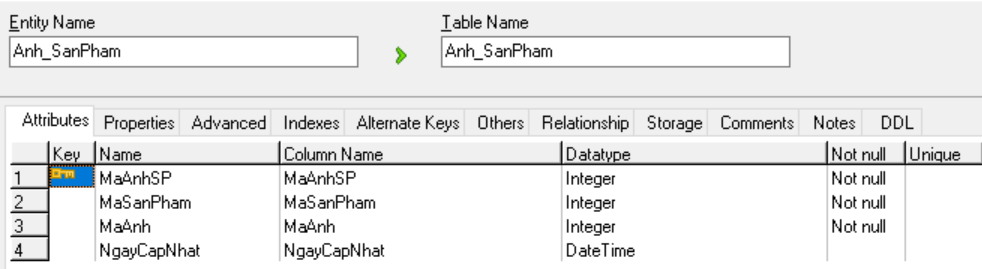 Entity Name Table Name
Anh_SanPham Anh_SanPham
Attributes Properties Advanced Indexes Alternate Keys Others Relationship Storage Comments Notes DDL
Key Name Column Name Datatype Not null Unique
1 MaAnhSP MaAnhSP Integer Not null
2 MaSanPham MaSanPham Integer Not null
3 MaAnh MaAnh Integer Not null
4 NgayCapNhat NgayCapNhat DateTime